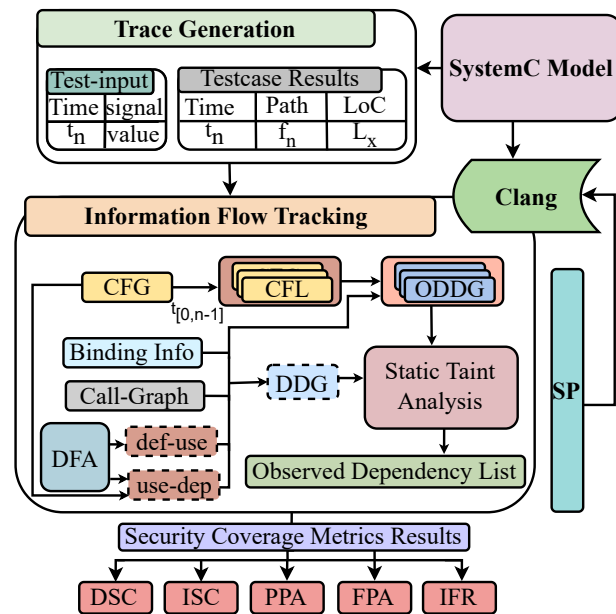 Trace Generation
SystemC Model
Test-input
Testcase Results
Time signal
Time Path LoC
tn value
tn fn Lx
Clang
Information Flow Tracking
CFG
CFL
ODDG
t[0,n-1]
Binding Info
DDG
Static Taint
Analysis
Call-Graph
SP
DFA
def-use
use-dep
Observed Dependency List
Security Coverage Metrics Results
DSC ISC PPA FPA IFR